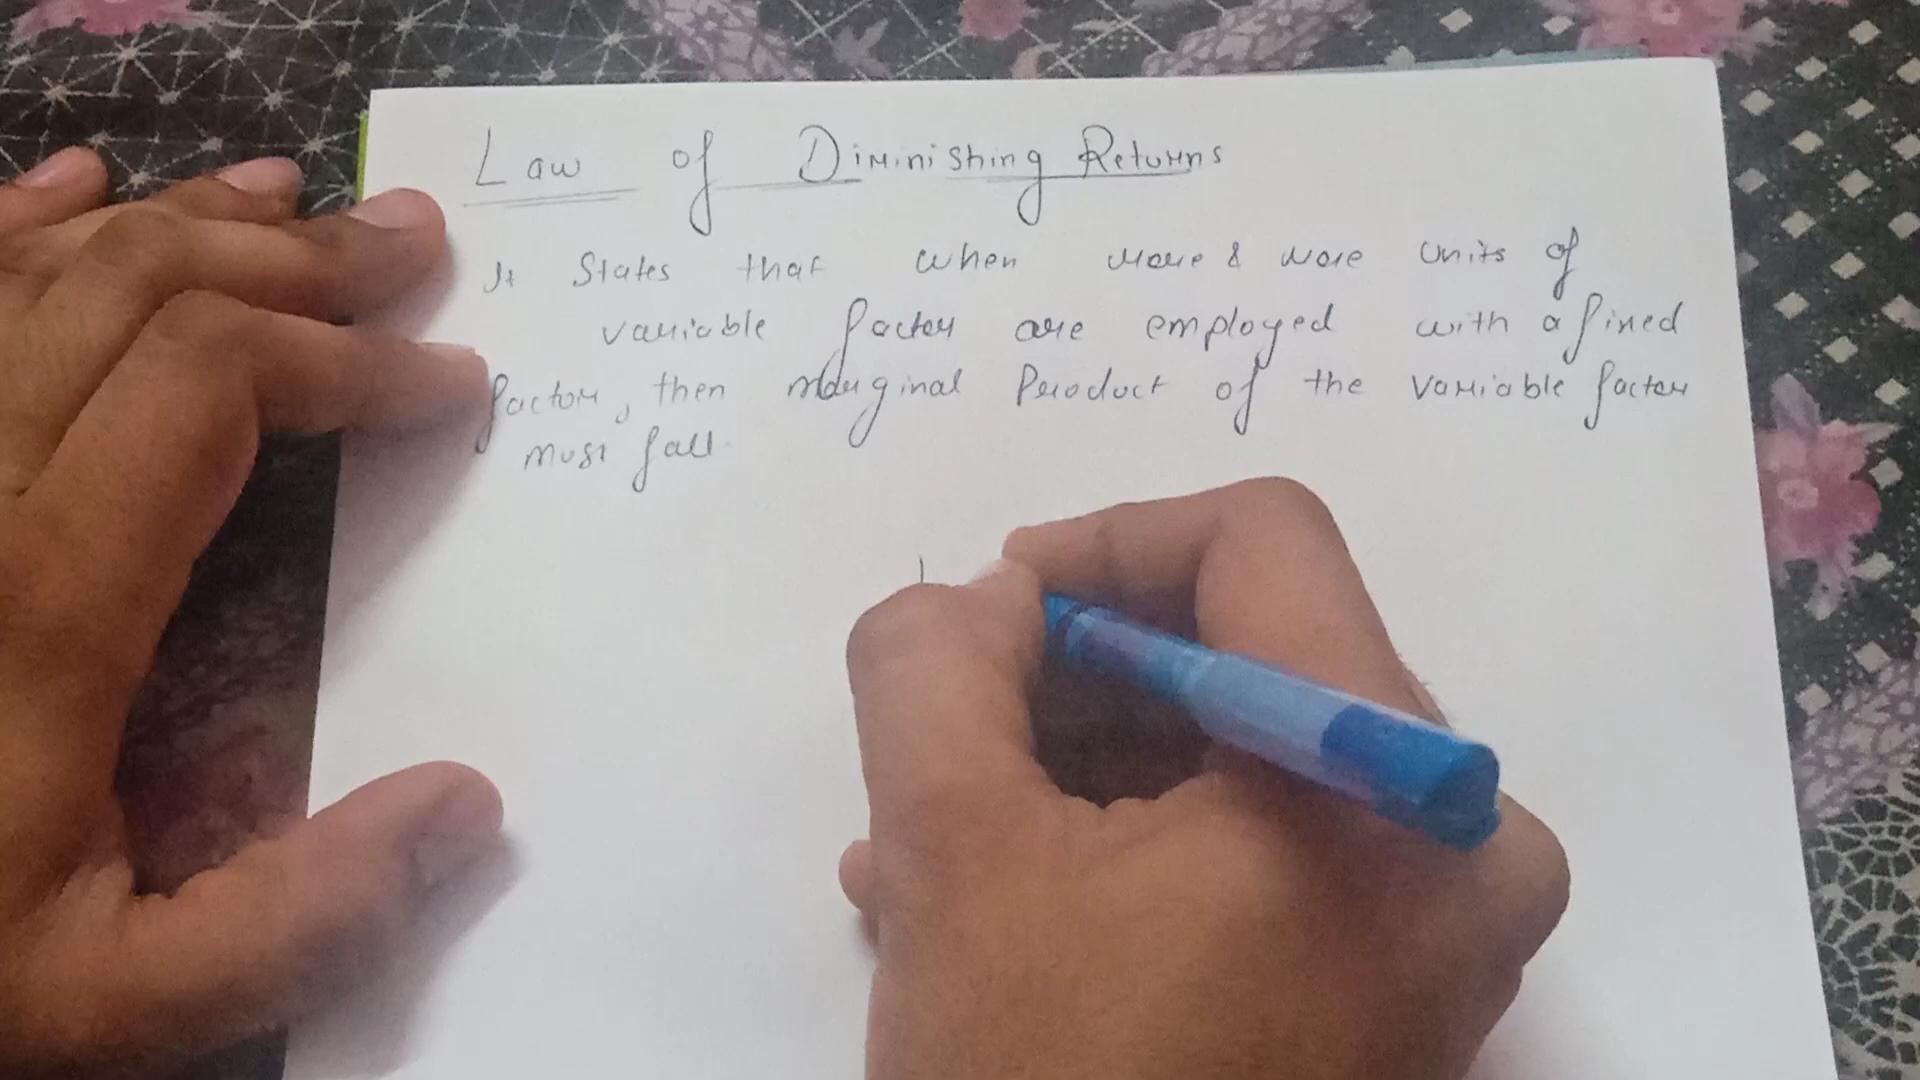 Law of Diminishing Returns
It States that when more & more units of
variable factor are employed with a fixed
factor, then marginal Product of the variable factor
must fall.